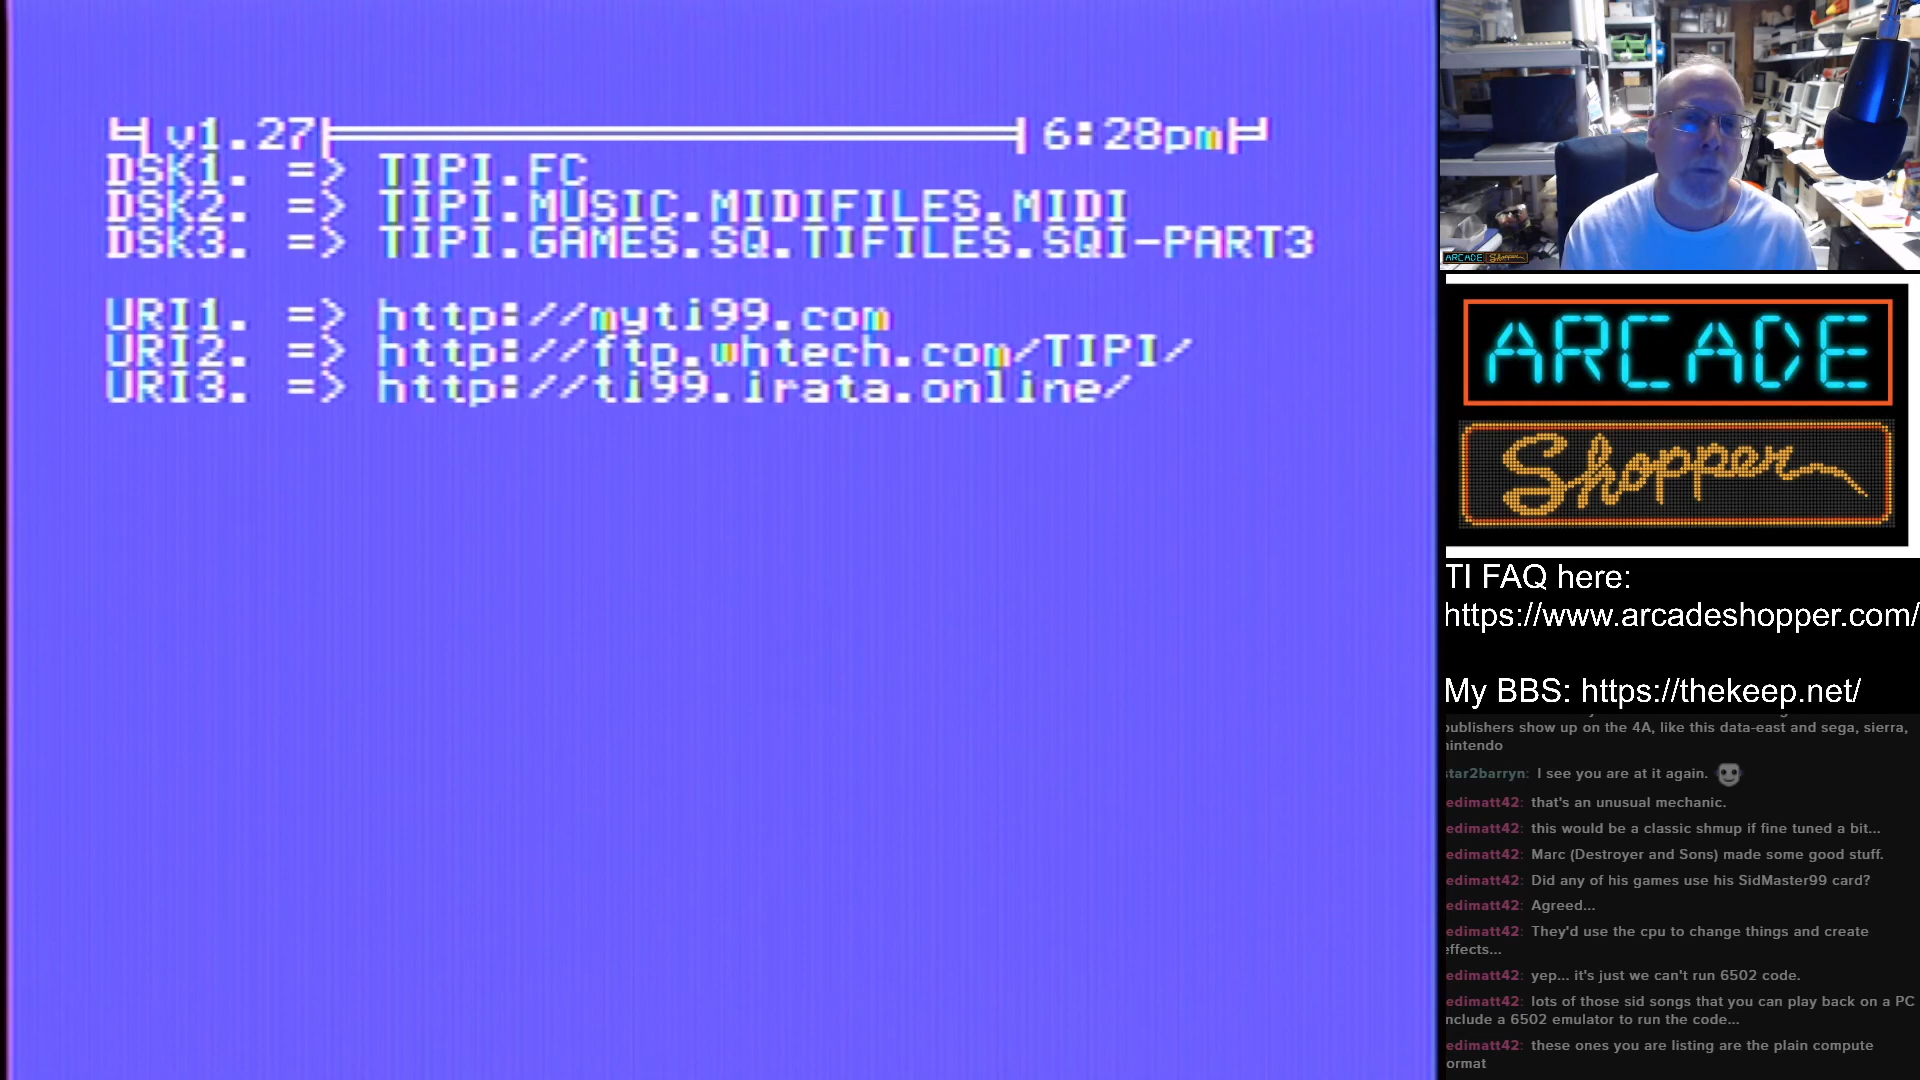 v1.27 6:28pm
DSK1. => TIPI.FC
DSK2. => TIPI.MUSIC.MIDIFILES.MIDI
DSK3. => TIPI.GAMES.SQ.TIFILES.SQI-PART3
URI1. => http://myti99.com
URI2. => http://ftp.whtech.com/TIPI/
URI3. => http://ti99.irata.online/
ARCADE Shopper
ARCADE
Shopper
TI FAQ here:
https://www.arcadeshopper.com/
My BBS: https://thekeep.net/
publishers show up on the 4A, like this data-east and sega, sierra,
nintendo
star2barryn: I see you are at it again.
edimatt42: that's an unusual mechanic.
edimatt42: this would be a classic shmup if fine tuned a bit...
edimatt42: Marc (Destroyer and Sons) made some good stuff.
edimatt42: Did any of his games use his SidMaster99 card?
edimatt42: Agreed...
edimatt42: They'd use the cpu to change things and create
effects...
edimatt42: yep... it's just we can't run 6502 code.
edimatt42: lots of those sid songs that you can play back on a PC
include a 6502 emulator to run the code...
edimatt42: these ones you are listing are the plain compute
format